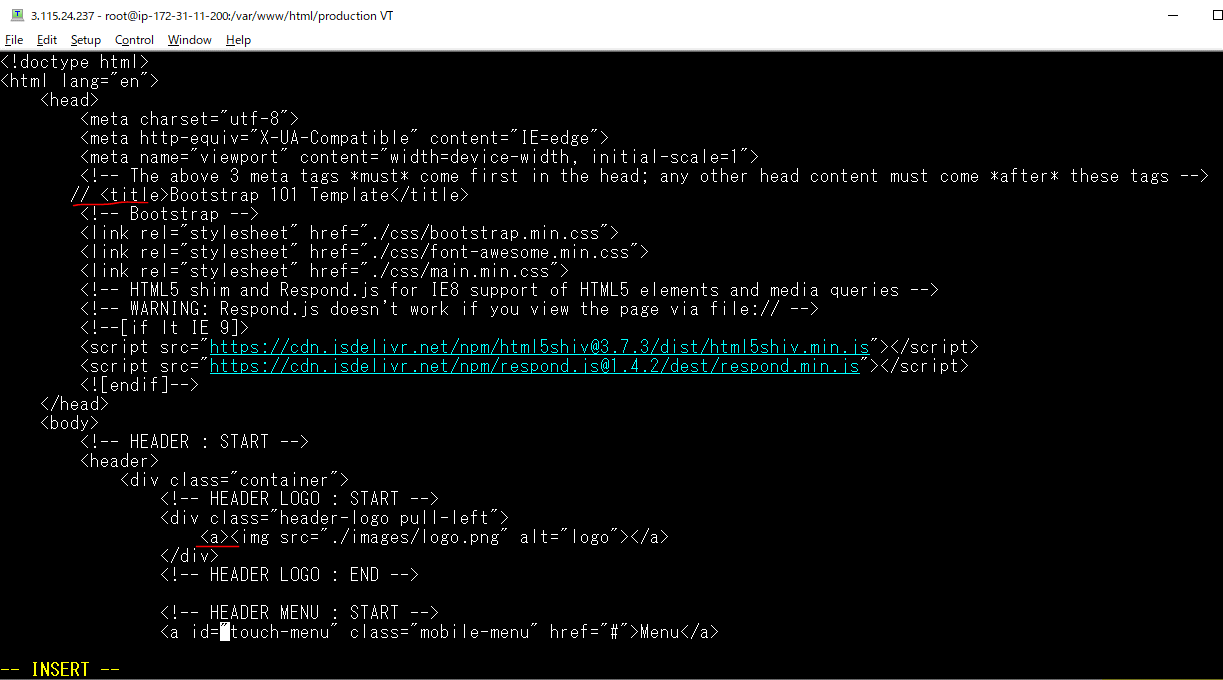 3.115.24.237 - root@ip-172-31-11-200:/var/www/html/production VT
File Edit Setup Control Window Help
<!doctype html>
<html lang="en">
<head>
<meta charset="utf-8">
<meta http-equiv="X-UA-Compatible" content="IE=edge">
<meta name="viewport" content="width=device-width, initial-scale=1">
<!-- The above 3 meta tags *must* come first in the head; any other head content must come *after* these tags -->
// <title>Bootstrap 101 Template</title>
<!-- Bootstrap -->
<link rel="stylesheet" href="./css/bootstrap.min.css">
<link rel="stylesheet" href="./css/font-awesome.min.css">
<link rel="stylesheet" href="./css/main.min.css">
<!-- HTML5 shim and Respond.js for IE8 support of HTML5 elements and media queries -->
<!-- WARNING: Respond.js doesn't work if you view the page via file:// -->
<!--[if lt IE 9]>
<script src="https://cdn.jsdelivr.net/npm/html5shiv@3.7.3/dist/html5shiv.min.js"></script>
<script src="https://cdn.jsdelivr.net/npm/respond.js@1.4.2/dest/respond.min.js"></script>
<![endif]-->
</head>
<body>
<!-- HEADER : START -->
<header>
<div class="container">
<!-- HEADER LOGO : START -->
<div class="header-logo pull-left">
<a><img src="./images/logo.png" alt="logo"></a>
</div>
<!-- HEADER LOGO : END -->
<!-- HEADER MENU : START -->
<a id="touch-menu" class="mobile-menu" href="#">Menu</a>
-- INSERT --